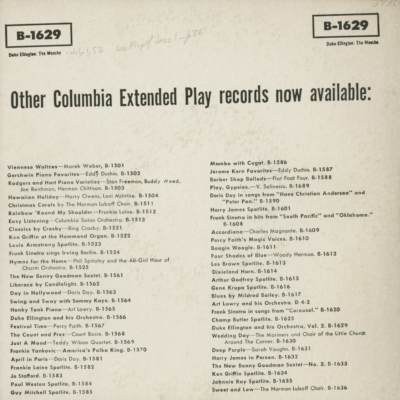 B-1629
Duke Ellington. The Mooche
B-1629
Duke Ellington. The Mooche
Other Columbia Extended Play records now available:
Viennese Waltzes—Marek Weber, B-1501
Gershwin Piano Favorites—Eddy Duchin. B-1502
Rodgers and Hart Piano Varieties—Stan Freeman, Buddy Weed,
Joe Reichman, Herman Chittison. B-1503
Hawaiian Holiday—Harry Owens, Lani McIntire. B-1504
Christmas Carols by The Norman Luboff Choir. B-1511
Rainbow 'Round My Shoulder—Frankie Laine. B-1512
Easy Listening—Columbia Salon Orchestra. B-1513
Classics by Crosby—Bing Crosby. B-1521
Ken Griffin at the Hammond Organ. B-1522
Louis Armstrong Spotlite. B-1523
Frank Sinatra sings Irving Berlin. B-1524
Hymns for the Home—Phil Spitalny and the All-Girl Hour of
Charm Orchestra. B-1525
The New Benny Goodman Sextet. B-1561
Liberace by Candlelight. B-1562
Day in Hollywood—Doris Day. B-1563
Swing and Sway with Sammy Kaye. B-1564
Honky Tonk Piano—Art Lowry. B-1565
Duke Ellington and his Orchestra. B-1566
Festival Time—Percy Faith. B-1567
The Count and Free—Count Basie. B-1568
Just A Mood—Teddy Wilson Quartet. B-1569
Frankie Yankovic—America's Polka King. B-1570
April in Paris—Doris Day. B-1581
Frankie Laine Spotlite. B-1582
Jo Stafford. B-1583
Paul Weston Spotlite. B-1584
Guy Mitchell Spotlite. B-1585
Mambo with Cugat. B-1586
Jerome Kern Favorites—Eddy Duchin. B-1587
Barber Shop Ballads—Flat Foot Four. B-1588
Play, Gypsies.—V. Selinescu. B-1689
Doris Day in songs from "Hans Christian Andersen" and
"Peter Pan." B-1590
Harry James Spotlite. B-1601
Frank Sinatra in hits from "South Pacific" and "Oklahoma."
B-1608
Accordiana—Charles Magnante. B-1609
Percy Faith's Magic Voices. B-1610
Boogie Woogie. B-1611
Four Shades of Blue—Woody Herman. B-1612
Les Brown Spotlite. B-1613
Dixieland Horn. B-1614
Arthur Godfrey Spotlite. B-1615
Gene Krupa Spotlite. B-1616
Blues by Mildred Bailey. B-1617
Art Lowry and his Orchestra. D 4-2
Frank Sinatra in songs from "Carousel." B-1620
Champ Butler Spotlite. B-1625
Duke Ellington and his Orchestra, Vol. 2. B-1629
Wedding Day—The Mariners and Choir of the Little Church
Around The Corner. B-1630
Deep Purple—Sarah Vaughn. B-1631
Harry James in Person. B-1632
The New Benny Goodman Sextet—No. 2. B-1633
Ken Griffin Spotlite. B-1634
Johnnie Ray Spotlite. B-1635
Sweet and Low—The Norman Luboff Choir. B-1636